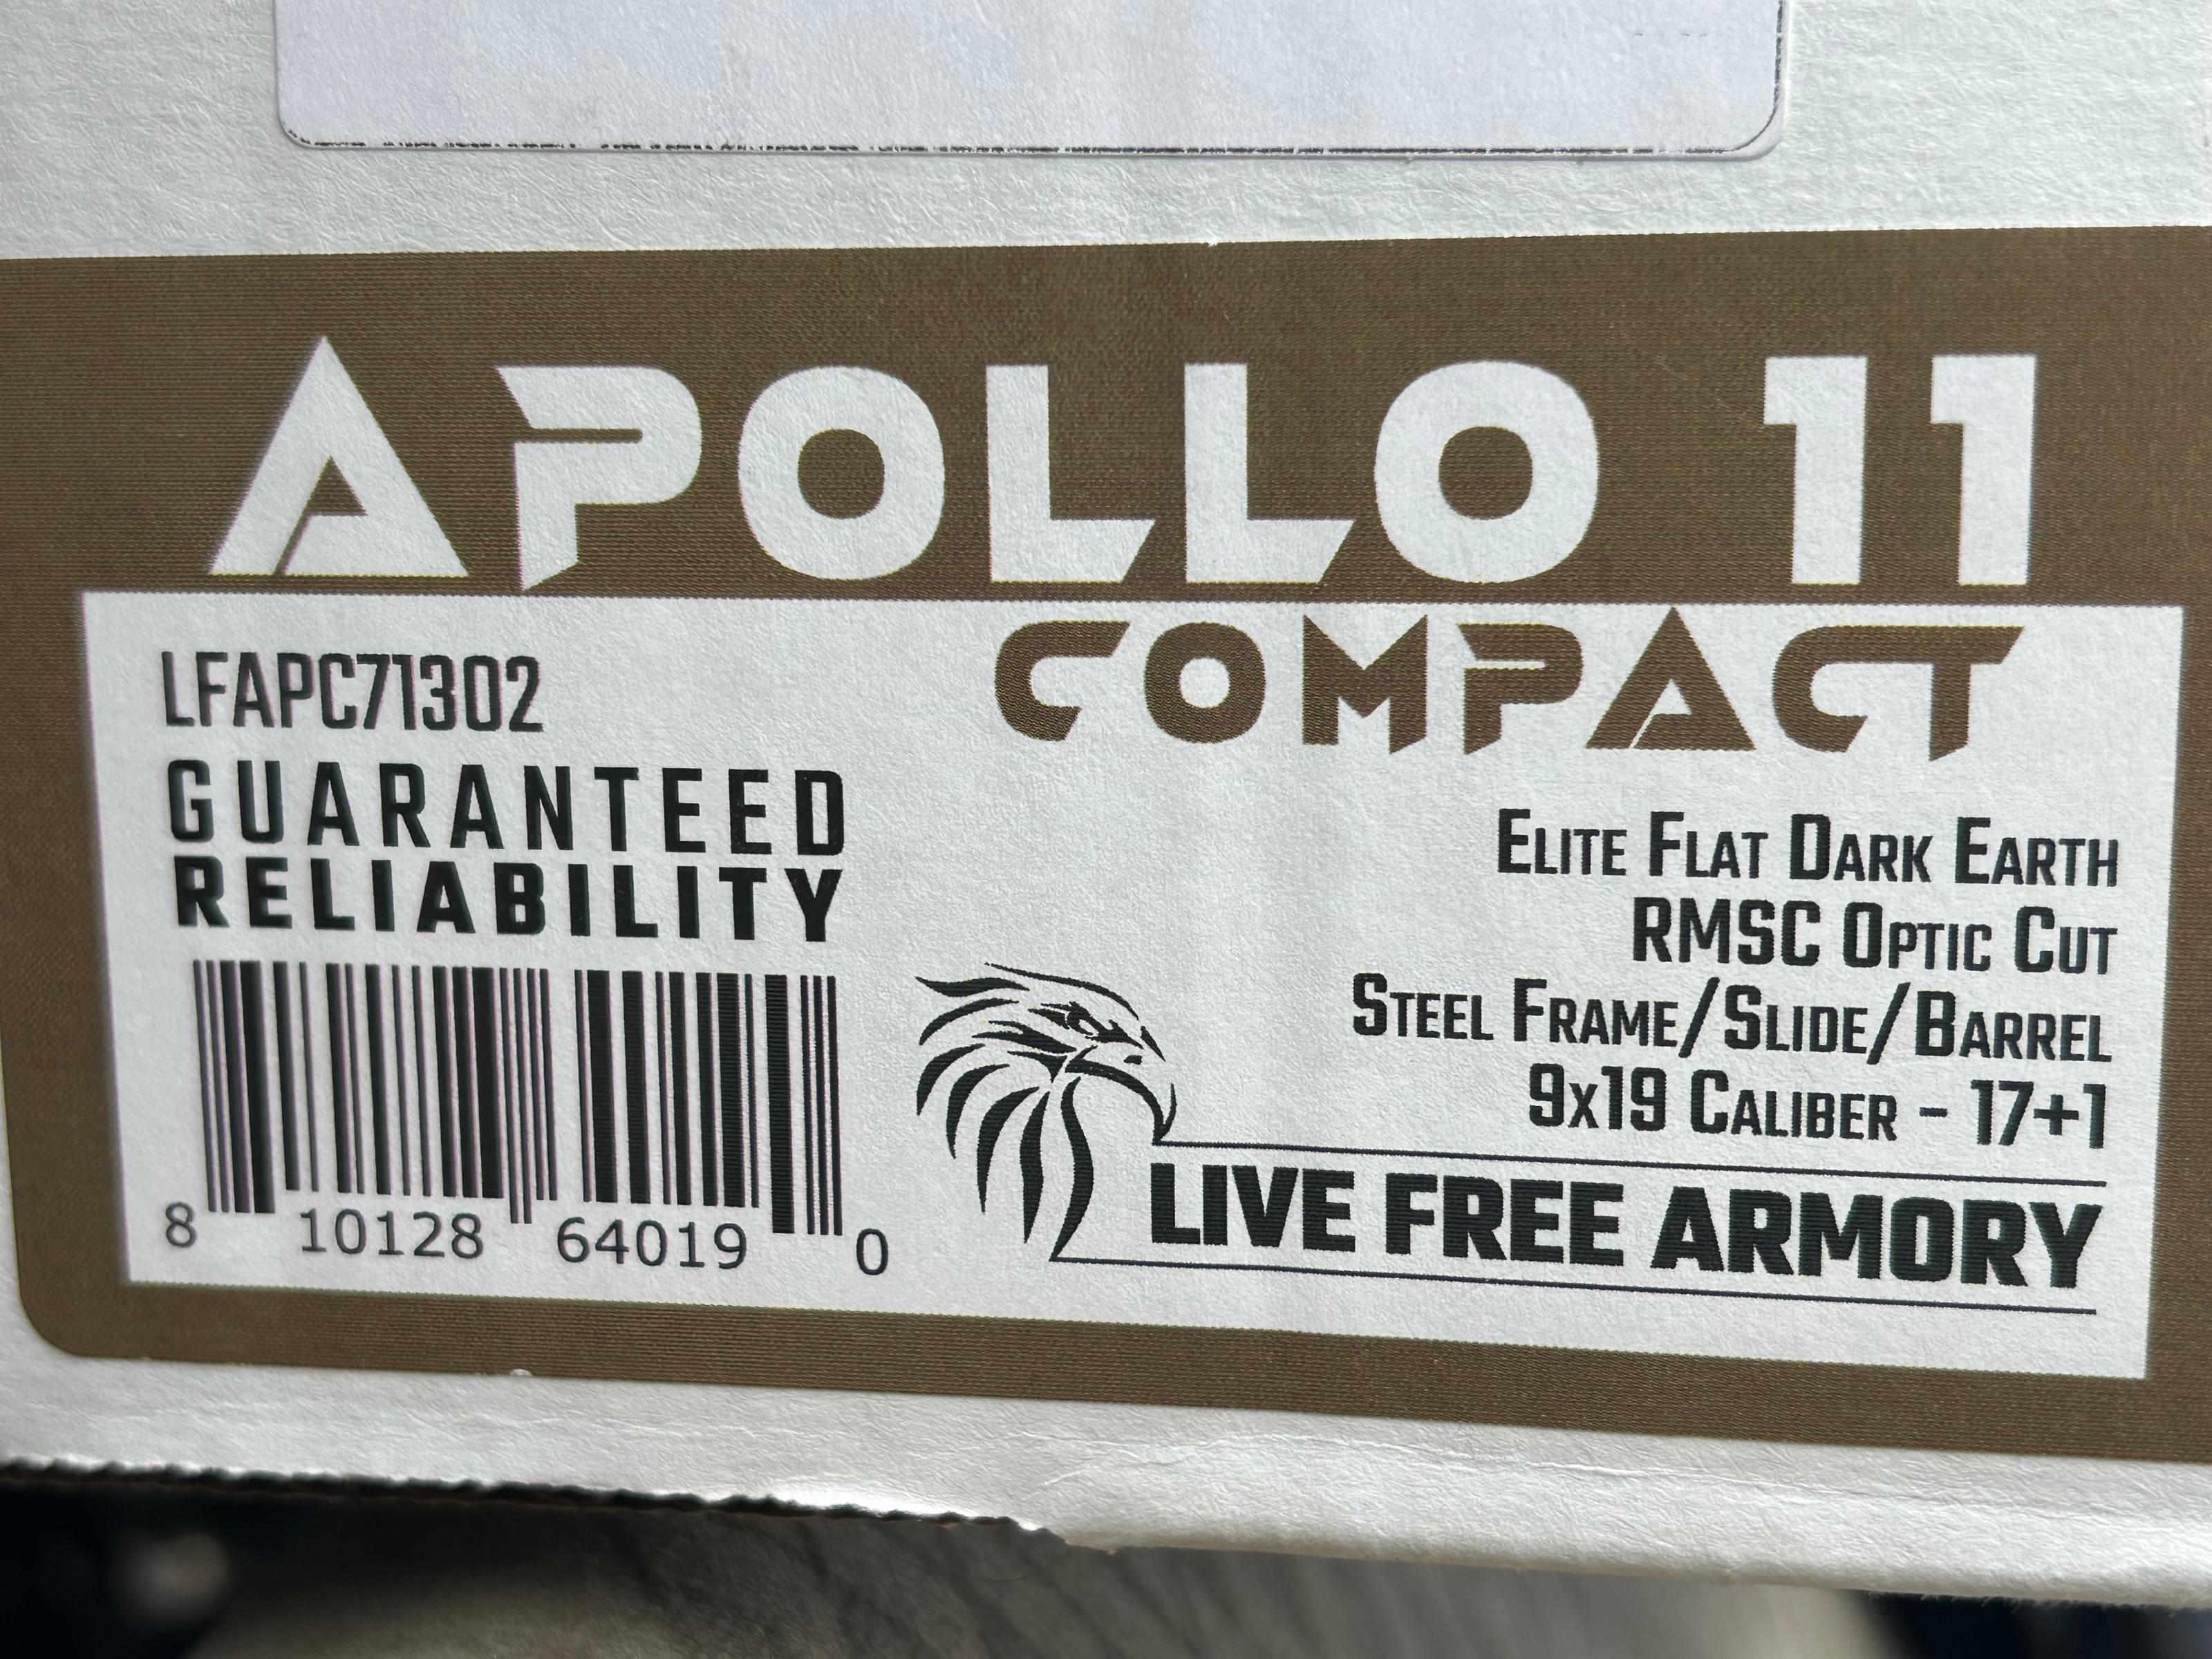 APOLLO 11
COMPACT
LFAPC71302
GUARANTEED
RELIABILITY
8 10128 64019 0
Elite Flat Dark Earth
RMSC Optic Cut
Steel Frame/Slide/Barrel
9x19 Caliber - 17+1
LIVE FREE ARMORY